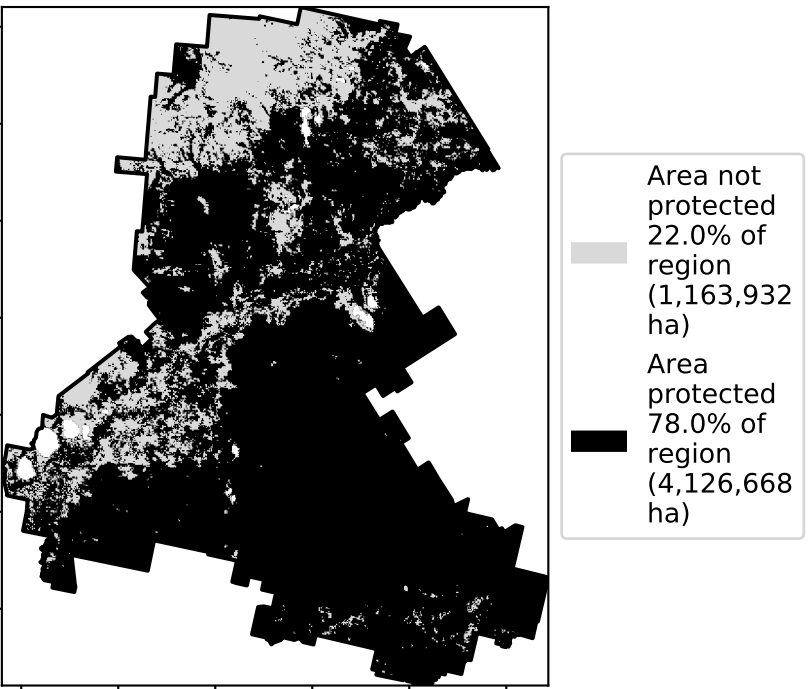 Area not
protected
22.0% of
region
(1,163,932
ha)
Area
protected
78.0% of
region
(4,126,668
ha)